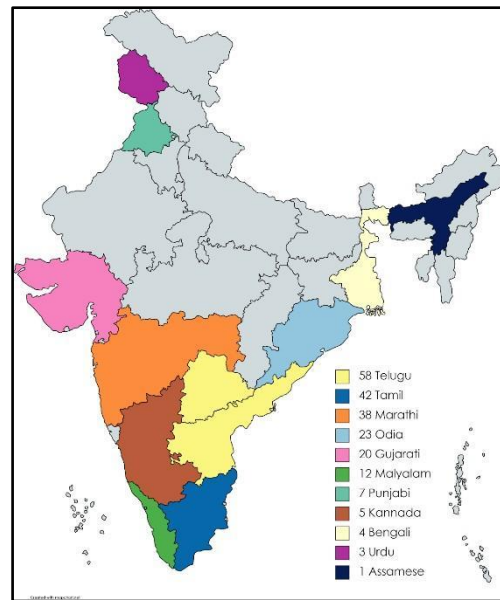 58 Telugu
42 Tamil
38 Marathi
23 Odia
20 Gujarati
12 Malyalam
7 Punjabi
5 Kannada
4 Bengali
3 Urdu
1 Assamese